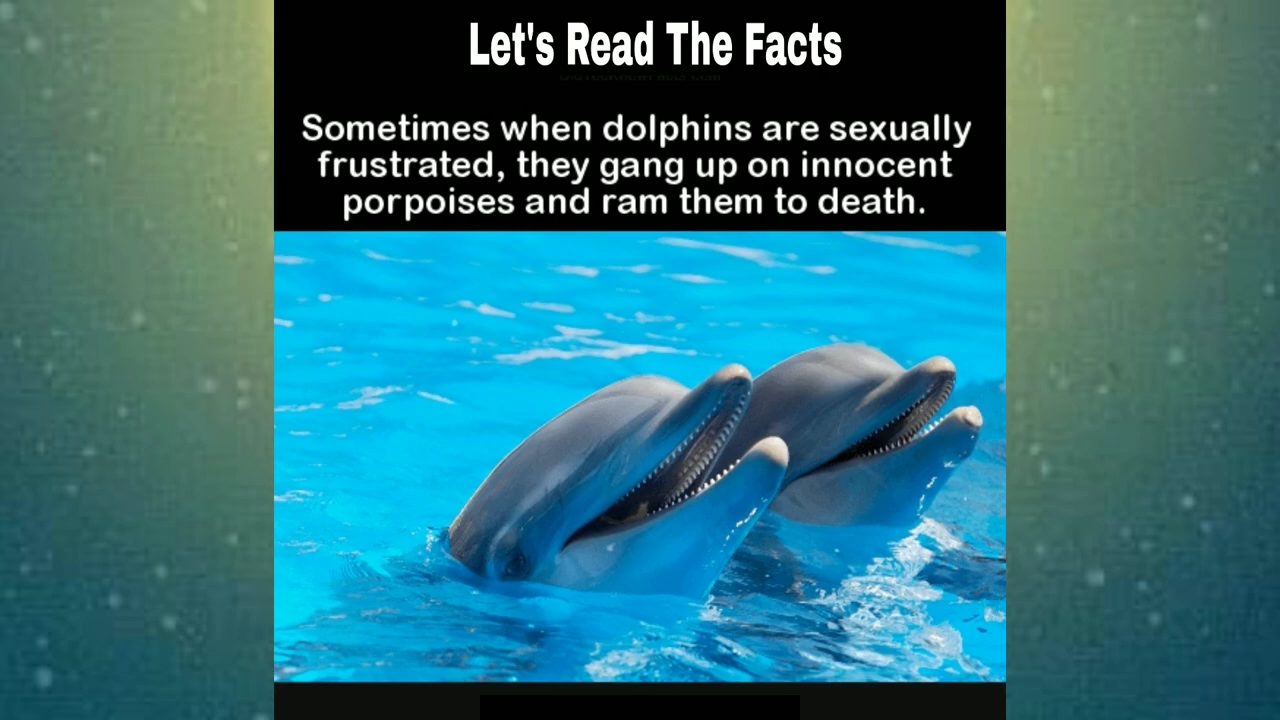 Let's Read The Facts
Sometimes when dolphins are sexually
frustrated, they gang up on innocent
porpoises and ram them to death.